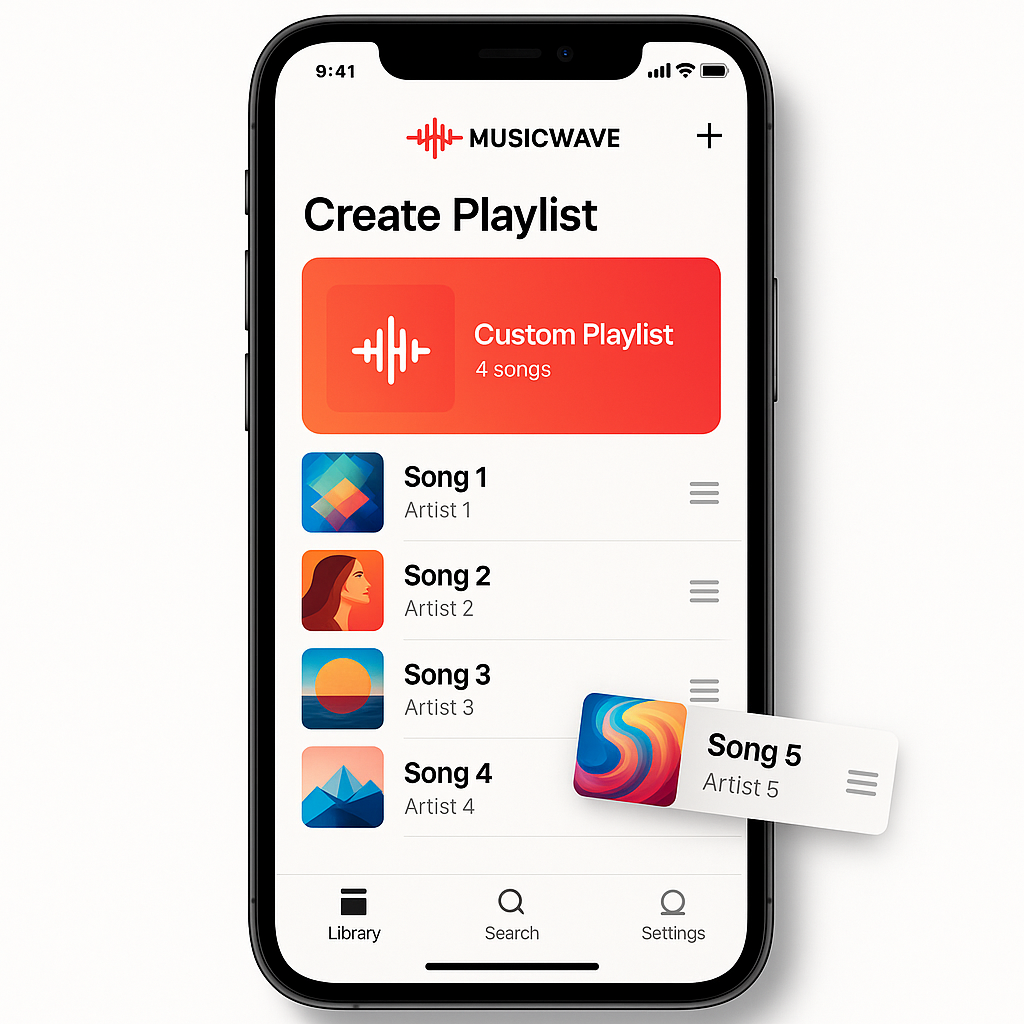 9:41
MUSICWAVE
Create Playlist
Custom Playlist
4 songs
Song 1
Artist 1
Song 2
Artist 2
Song 3
Artist 3
Song 4
Artist 4
Song 5
Artist 5
Library
Search
Settings